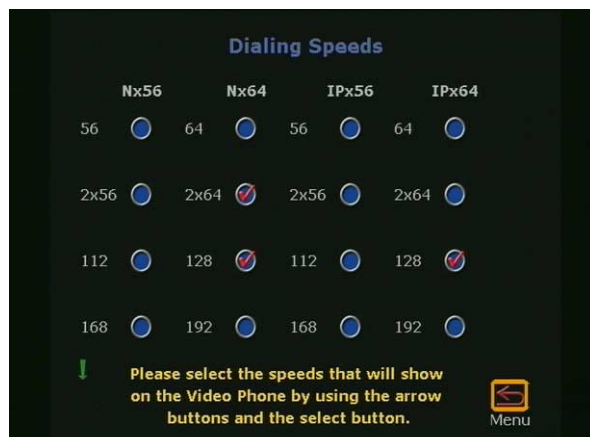 Dialing Speeds
Nx56 Nx64 IPx56 IPx64
56 64 56 64
2x56 2x64 2x56 2x64
112 128 112 128
168 192 168 192
! Please select the speeds that will show
on the Video Phone by using the arrow
buttons and the select button.
Menu